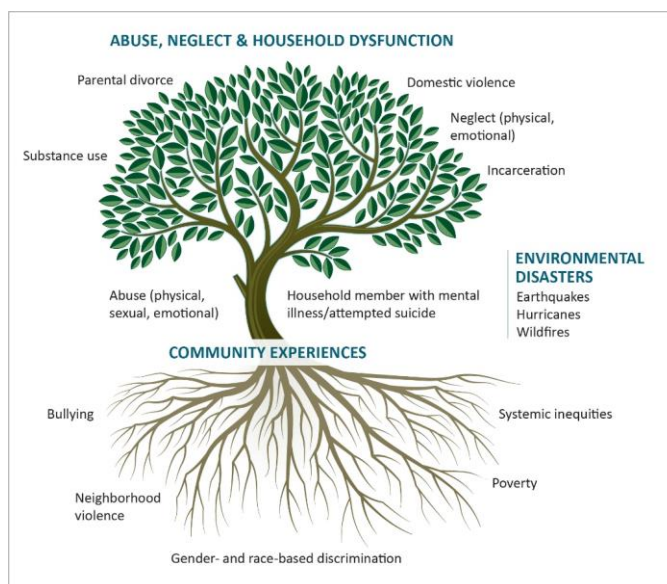 ABUSE, NEGLECT & HOUSEHOLD DYSFUNCTION
Parental divorce
Domestic violence
Neglect (physical,
emotional)
Substance use
Incarceration
ENVIRONMENTAL
DISASTERS
Earthquakes
Hurricanes
Wildfires
Abuse (physical,
sexual, emotional)
Household member with mental
illness/attempted suicide
COMMUNITY EXPERIENCES
Bullying
Systemic inequities
Neighborhood
violence
Poverty
Gender- and race-based discrimination